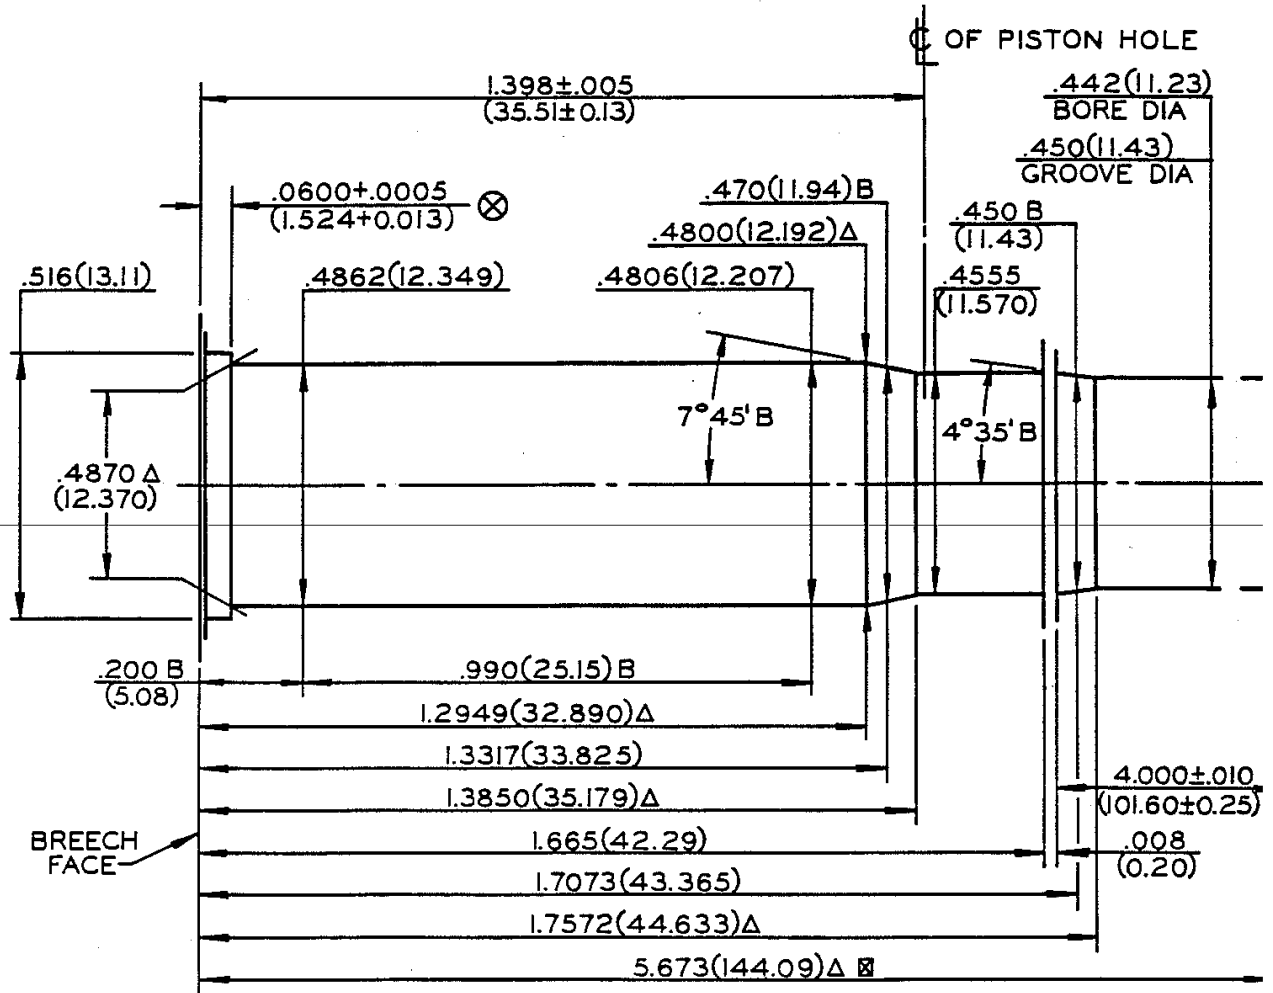 ℄ OF PISTON HOLE
1.398±.005
(35.51±0.13)
.442(11.23)
BORE DIA
.450(11.43)
GROOVE DIA
.0600+.0005
(1.524+0.013) ⊗
.470(11.94)B
.450 B
(11.43)
.4800(12.192)Δ
.516(13.11)
.4862(12.349)
.4806(12.207)
.4555
(11.570)
7°45'B
4°35'B
.4870 Δ
(12.370)
.200 B
(5.08)
.990(25.15)B
1.2949(32.890)Δ
1.3317(33.825)
4.000±.010
(101.60±0.25)
1.3850(35.179)Δ
BREECH
FACE
1.665(42.29)
.008
(0.20)
1.7073(43.365)
1.7572(44.633)Δ
5.673(144.09)Δ ⊠